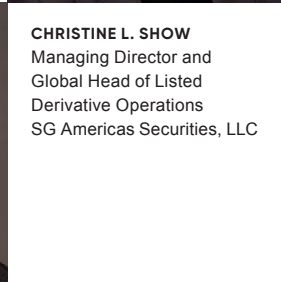 CHRISTINE L. SHOW
Managing Director and
Global Head of Listed
Derivative Operations
SG Americas Securities, LLC